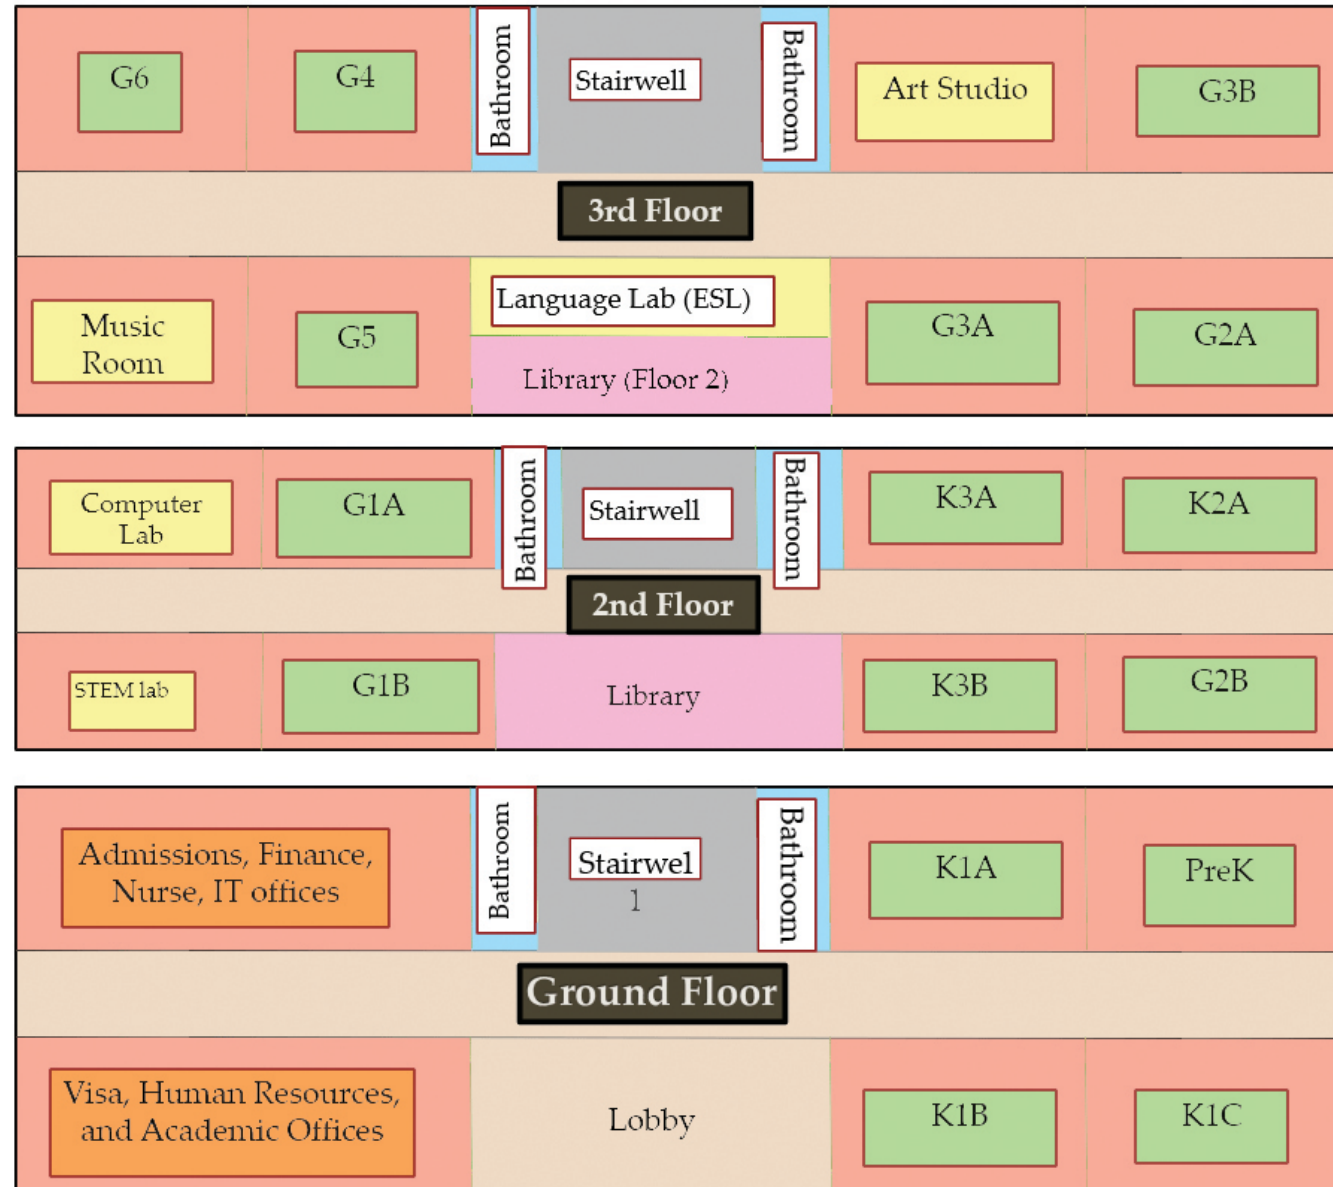 G6
G4
Bathroom
Stairwell
Bathroom
Art Studio
G3B
3rd Floor
Music
Room
G5
Language Lab (ESL)
Library (Floor 2)
G3A
G2A
Computer
Lab
G1A
Bathroom
Stairwell
Bathroom
K3A
K2A
2nd Floor
STEM lab
G1B
Library
K3B
G2B
Admissions, Finance,
Nurse, IT offices
Bathroom
Stairwel
l
Bathroom
K1A
PreK
Ground Floor
Visa, Human Resources,
and Academic Offices
Lobby
K1B
K1C